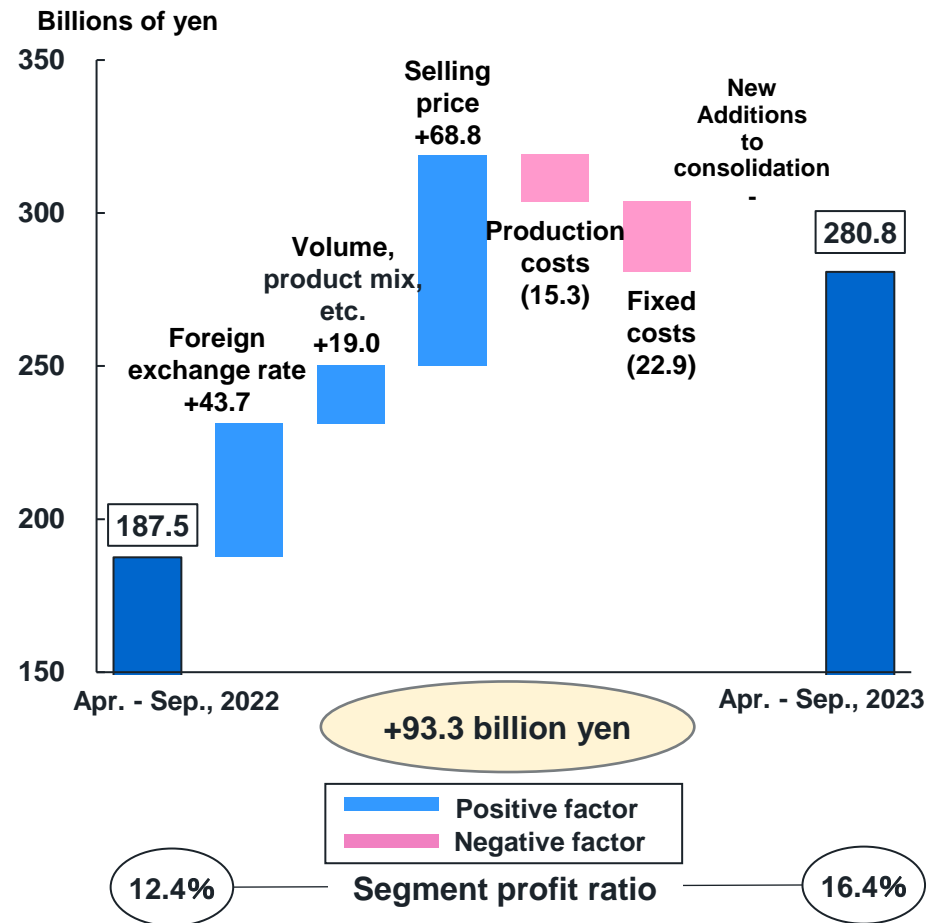 Billions of yen
350
300
250
200
150
187.5
Foreign
exchange rate
+43.7
Volume,
product mix,
etc.
+19.0
Selling
price
+68.8
Production
costs
(15.3)
Fixed
costs
(22.9)
New
Additions
to
consolidation
-
280.8
Apr. - Sep., 2022
Apr. - Sep., 2023
+93.3 billion yen
Positive factor
Negative factor
12.4%
Segment profit ratio
16.4%